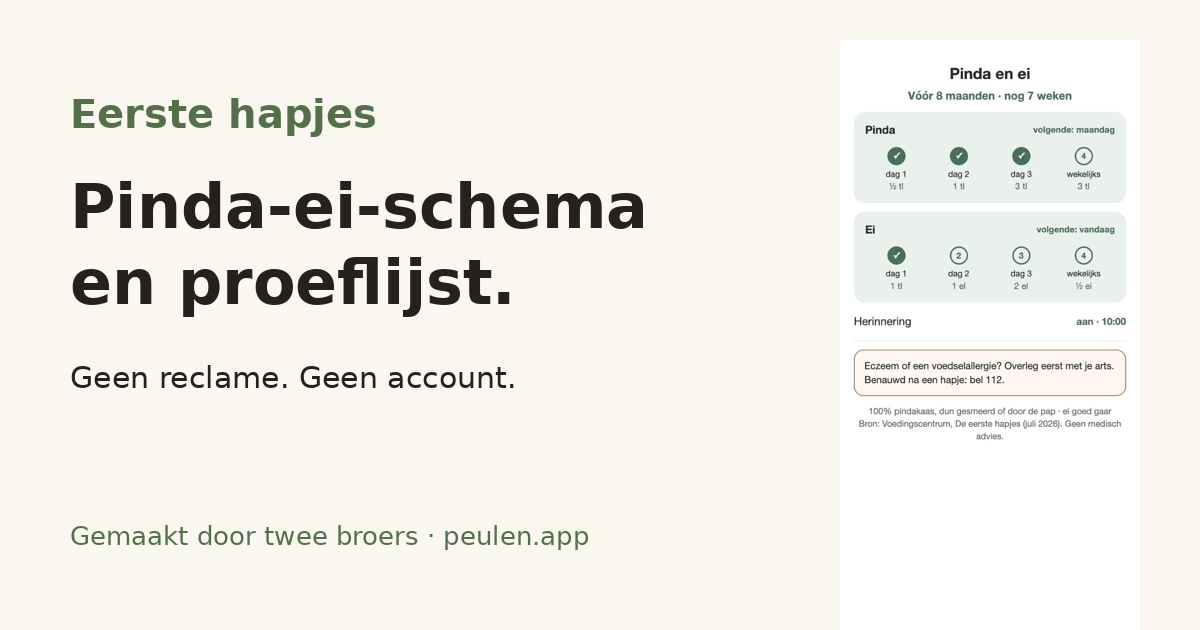 Eerste hapjes
Pinda-ei-schema
en proeflijst.
Geen reclame. Geen account.
Gemaakt door twee broers · peulen.app
Pinda en ei
Vóór 8 maanden · nog 7 weken
Pinda volgende: maandag
✓ ✓ ✓ 4
dag 1 dag 2 dag 3 wekelijks
½ tl 1 tl 3 tl 3 tl
Ei volgende: vandaag
✓ 2 3 4
dag 1 dag 2 dag 3 wekelijks
1 tl 1 el 2 el ½ ei
Herinnering aan · 10:00
Eczeem of een voedselallergie? Overleg eerst met je arts.
Benauwd na een hapje: bel 112.
100% pindakaas, dun gesmeerd of door de pap · ei goed gaar
Bron: Voedingscentrum, De eerste hapjes (juli 2026). Geen medisch
advies.